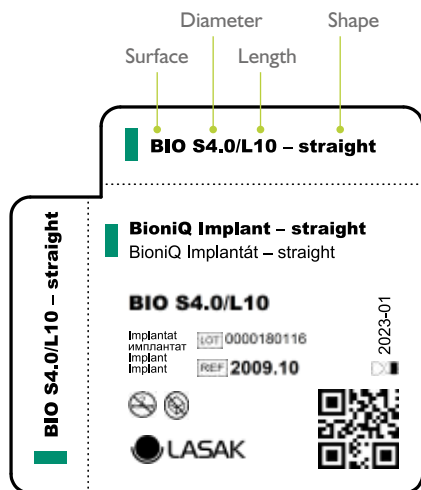 Diameter
Surface Length Shape
BIO S4.0/L10 – straight
BIO S4.0/L10 – straight
BioniQ Implant – straight
BioniQ Implantát – straight
BIO S4.0/L10
Implantat
имплантат
Implant
Implant
LOT 0000180116
REF 2009.10
2023-01
LASAK